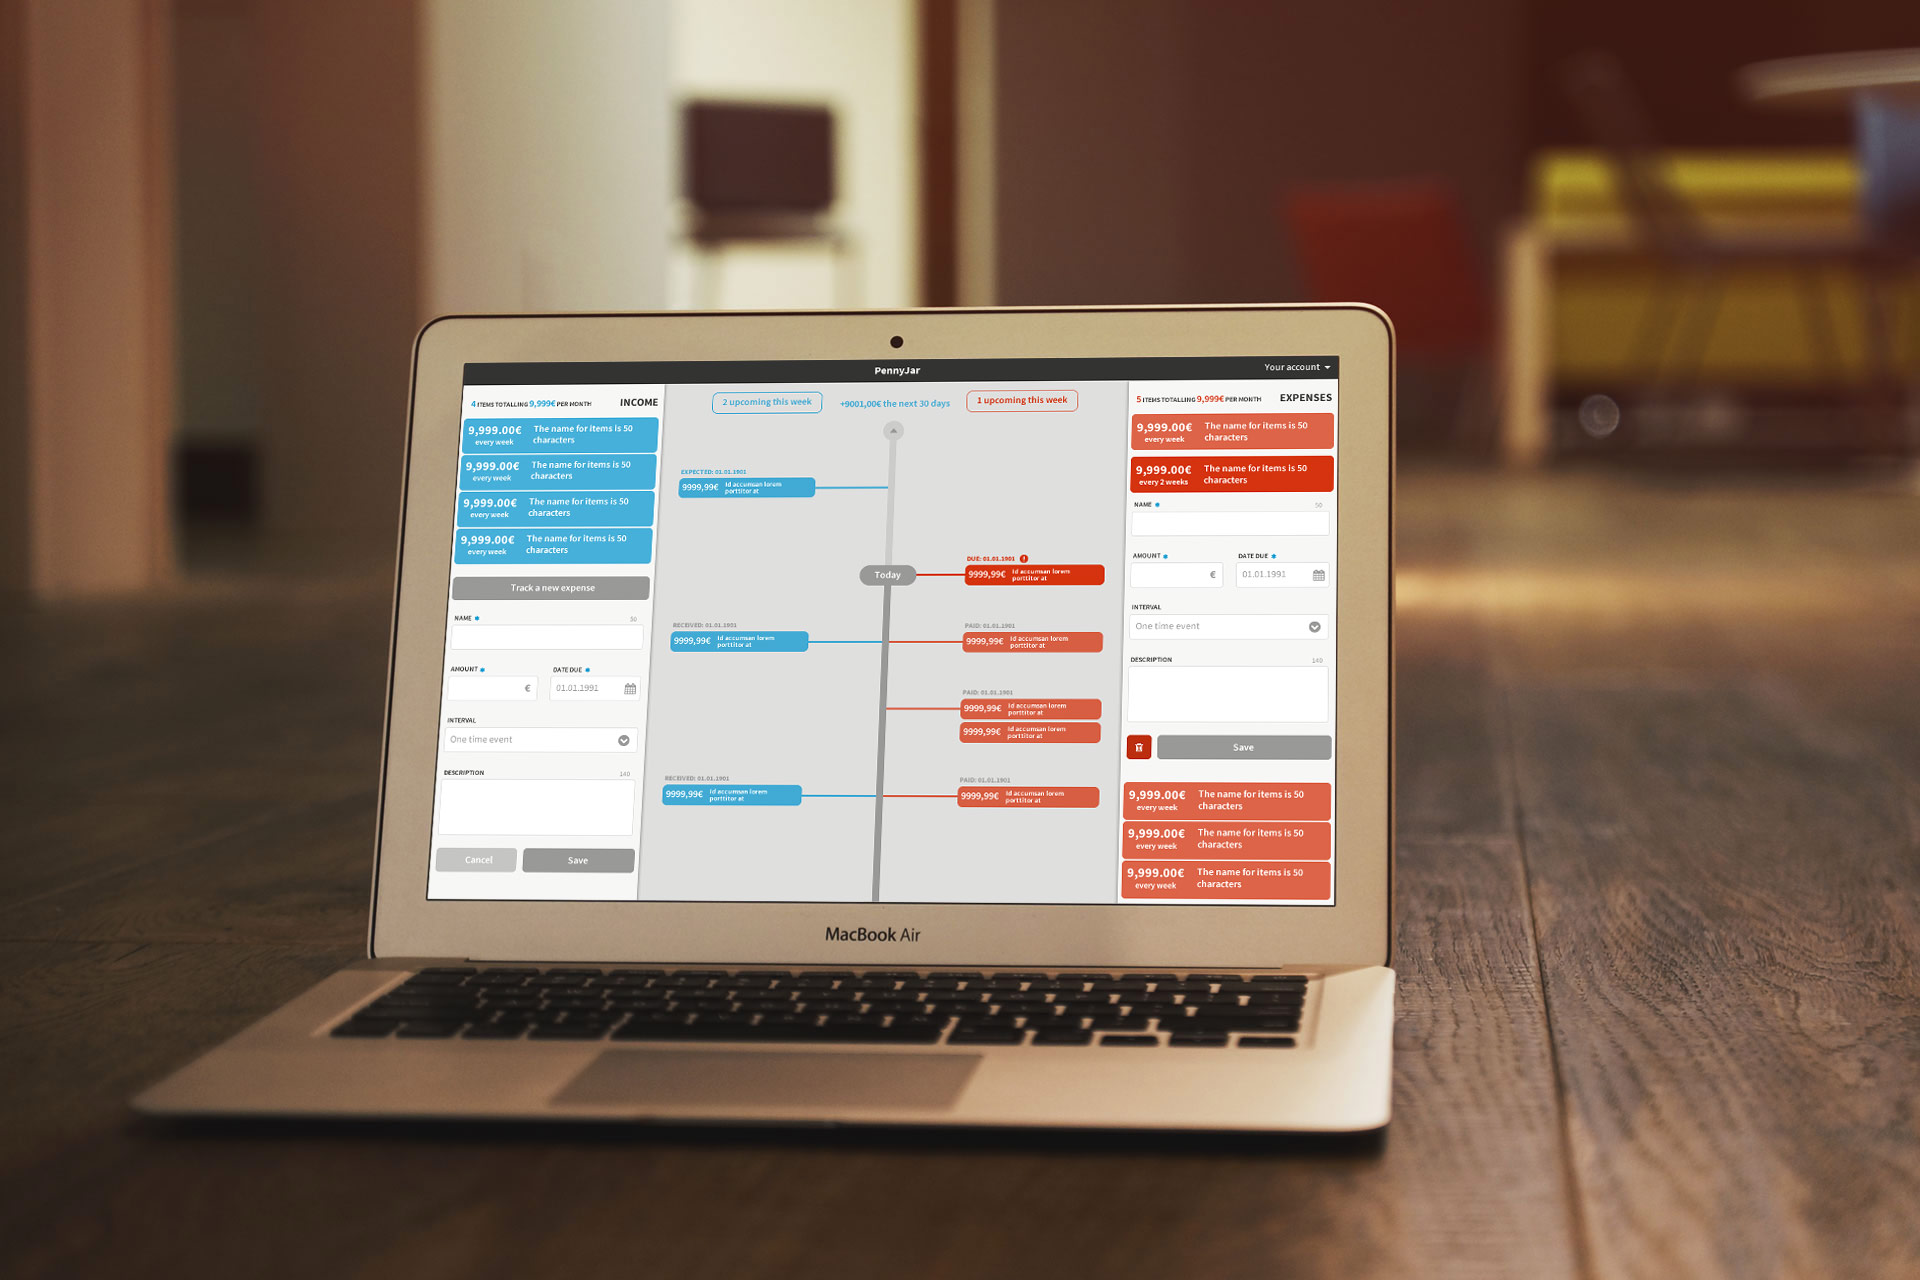 PennyJar
Your account
4 ITEMS TOTALLING 9,999€ PER MONTH
INCOME
9,999.00€
every week
The name for items is 50
characters
9,999.00€
every week
The name for items is 50
characters
9,999.00€
every week
The name for items is 50
characters
9,999.00€
every week
The name for items is 50
characters
Track a new expense
NAME *
50
AMOUNT *
€
DATE DUE *
01.01.1991
INTERVAL
One time event
DESCRIPTION
140
Cancel
Save
2 upcoming this week
+9001,00€ the next 30 days
1 upcoming this week
EXPECTED: 01.01.1901
9999,99€
Id accumsan lorem
porttitor at
DUE: 01.01.1901 !
Today
9999,99€
Id accumsan lorem
porttitor at
RECEIVED: 01.01.1901
9999,99€
Id accumsan lorem
porttitor at
PAID: 01.01.1901
9999,99€
Id accumsan lorem
porttitor at
PAID: 01.01.1901
9999,99€
Id accumsan lorem
porttitor at
9999,99€
Id accumsan lorem
porttitor at
RECEIVED: 01.01.1901
9999,99€
Id accumsan lorem
porttitor at
PAID: 01.01.1901
9999,99€
Id accumsan lorem
porttitor at
5 ITEMS TOTALLING 9,999€ PER MONTH
EXPENSES
9,999.00€
every week
The name for items is 50
characters
9,999.00€
every 2 weeks
The name for items is 50
characters
NAME *
50
AMOUNT *
€
DATE DUE *
01.01.1991
INTERVAL
One time event
DESCRIPTION
140
Save
9,999.00€
every week
The name for items is 50
characters
9,999.00€
every week
The name for items is 50
characters
9,999.00€
every week
The name for items is 50
characters
MacBook Air